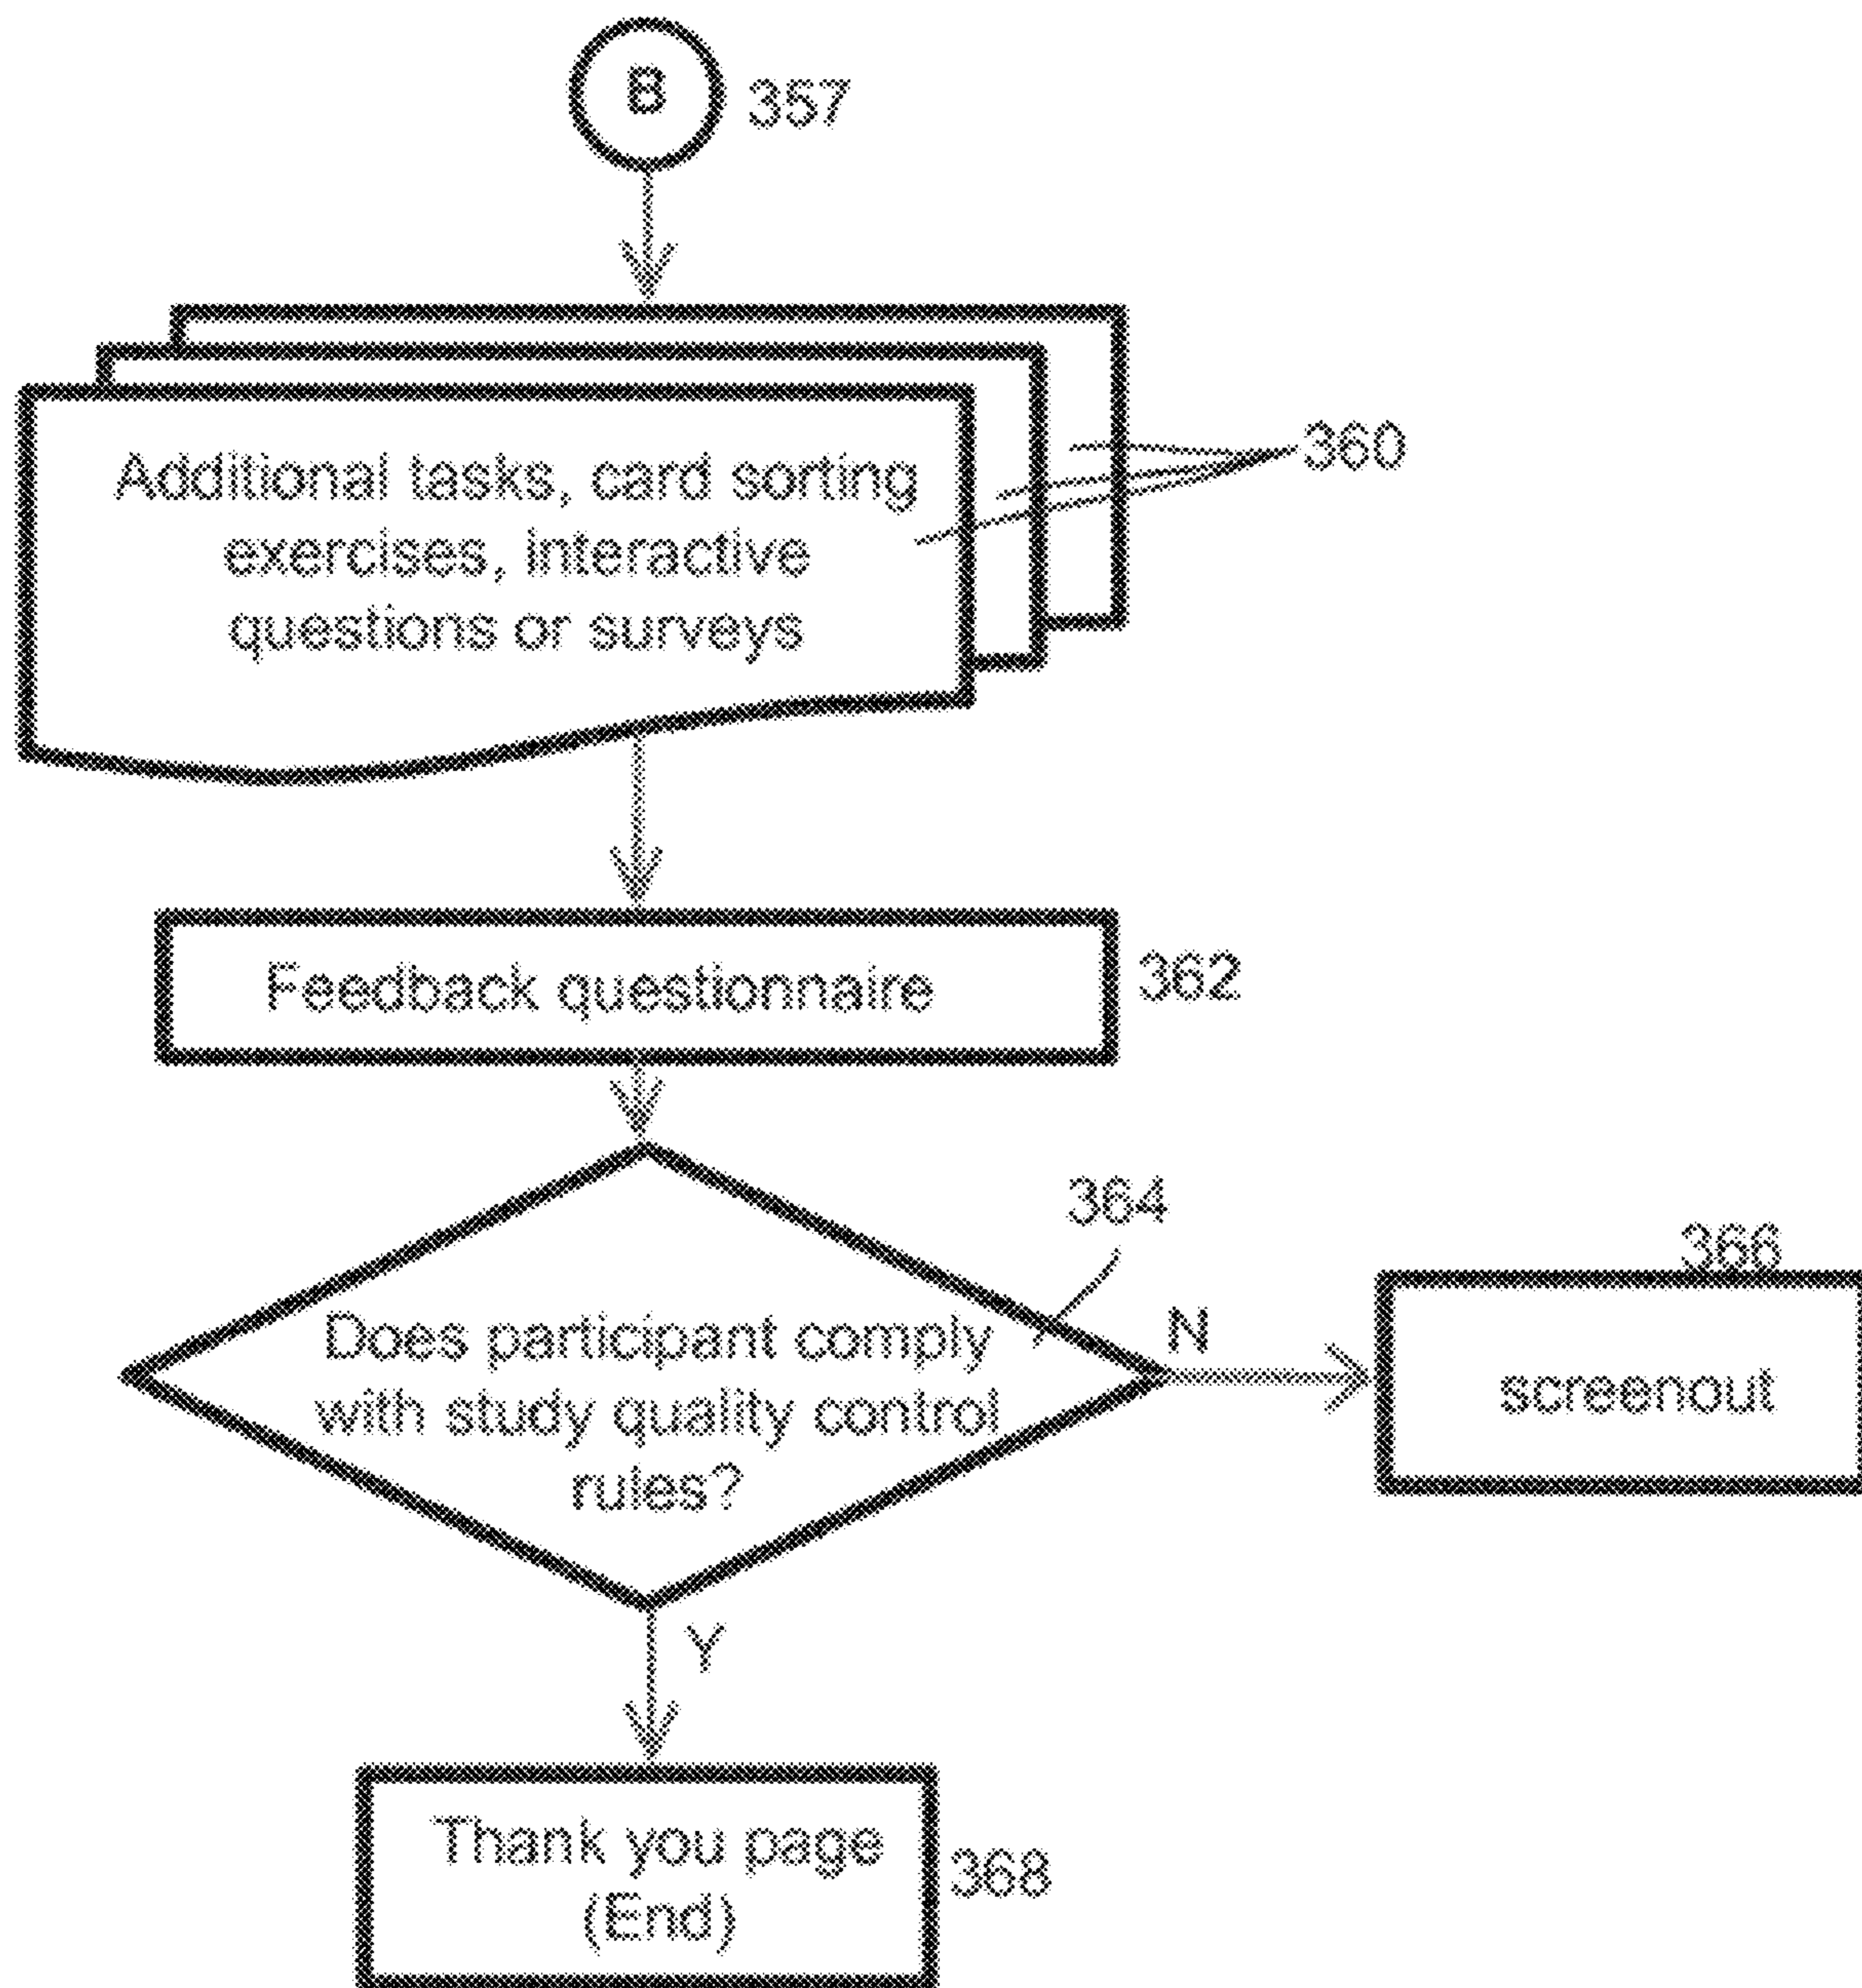 B
357
Additional tasks, card sorting
exercises, interactive
questions or surveys
360
Feedback questionnaire
362
364
Does participant comply
with study quality control
rules?
N
366
screenout
Y
Thank you page
(End)
368